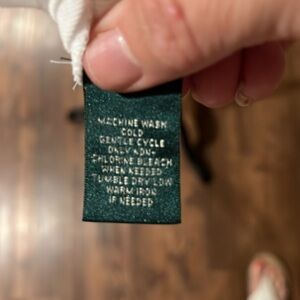 MACHINE WASH
COLD
GENTLE CYCLE
ONLY NON-
CHLORINE BLEACH
WHEN NEEDED
TUMBLE DRY LOW
WARM IRON
IF NEEDED